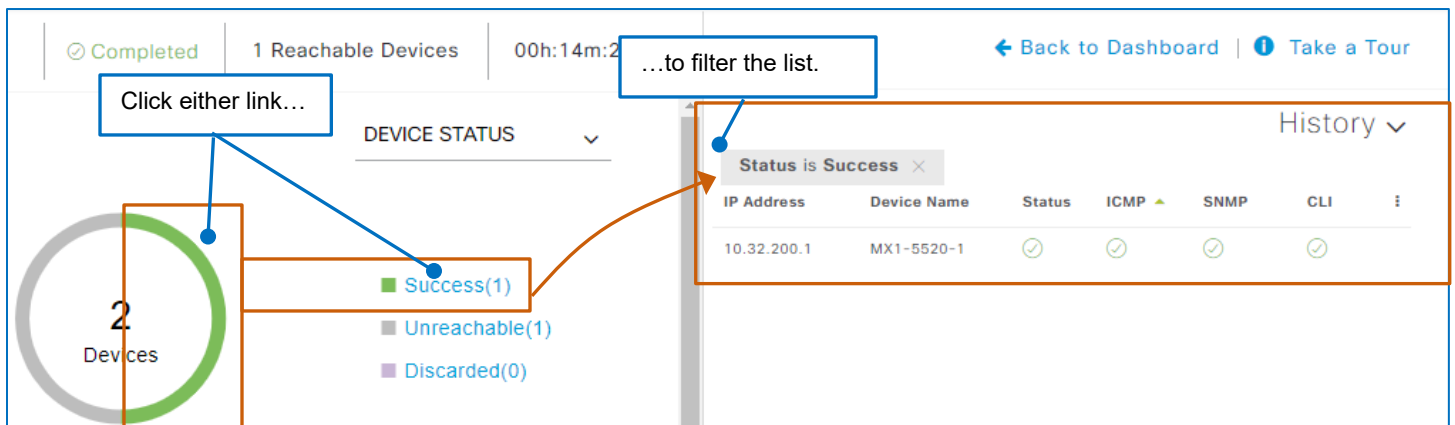 Completed
1 Reachable Devices
00h:14m:2
Back to Dashboard | Take a Tour
Click either link…
…to filter the list.
DEVICE STATUS
2
Devices
Success(1)
Unreachable(1)
Discarded(0)
History
Status is Success ×
IP Address Device Name Status ICMP SNMP CLI
10.32.200.1 MX1-5520-1